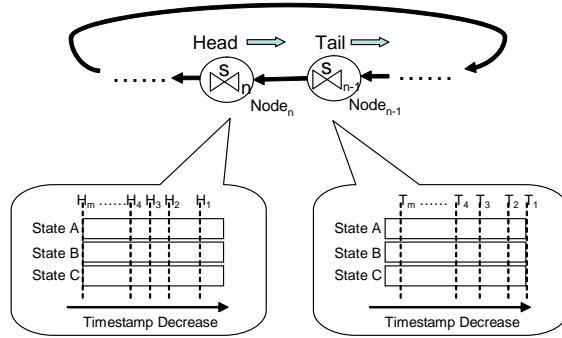 Head Tail
...... S n S n-1 ......
Node n Node n-1
H m ...... H 4 H 3 H 2 H 1
State A
State B
State C
Timestamp Decrease
T m ...... T 4 T 3 T 2 T 1
State A
State B
State C
Timestamp Decrease